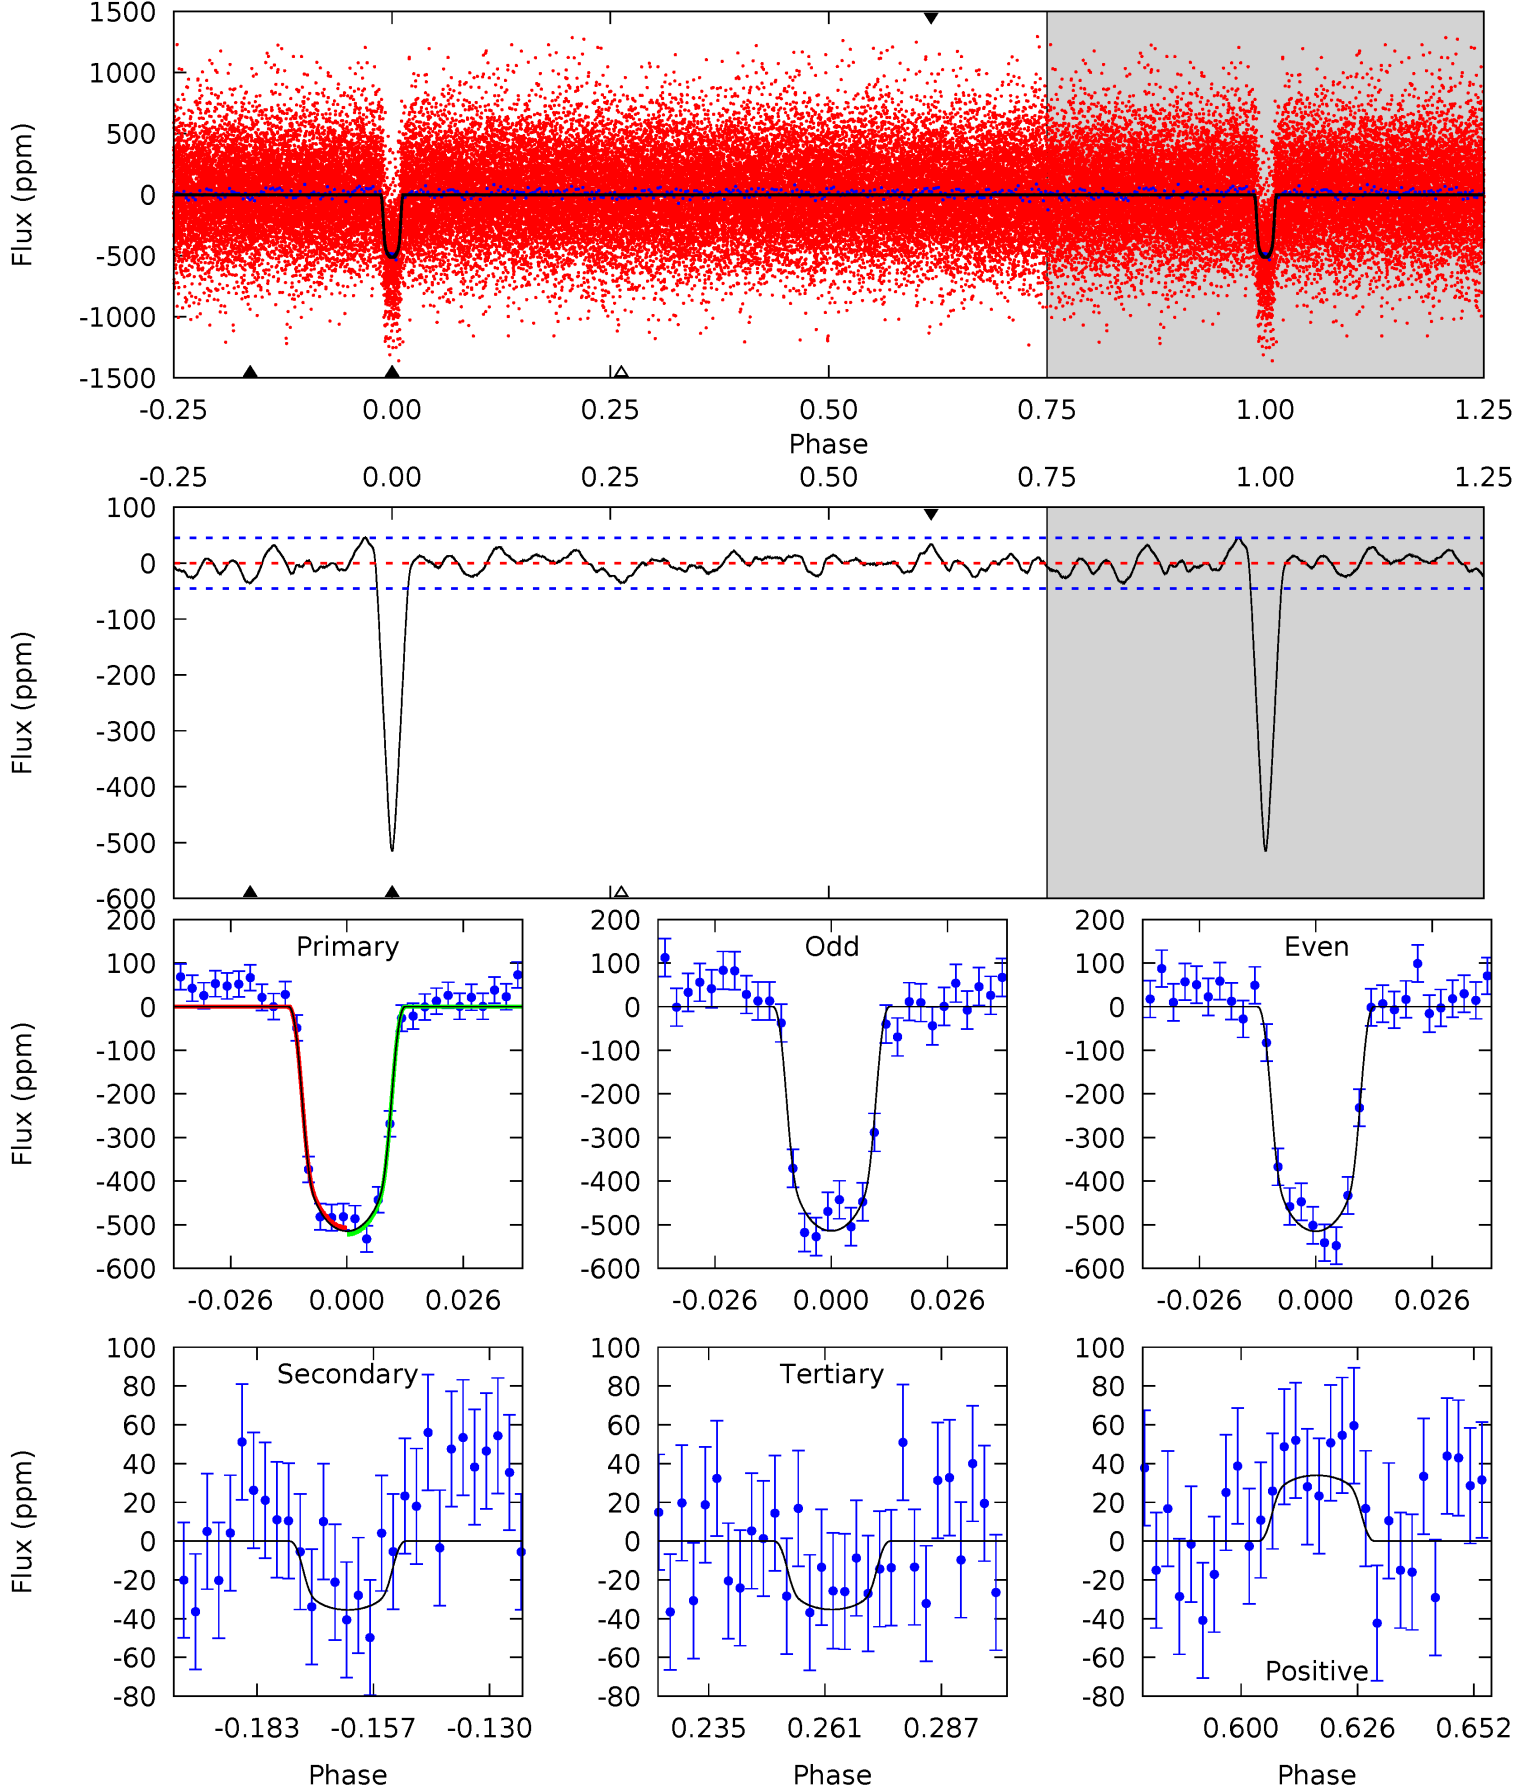 1500
1000
500
0
-500
-1000
-1500
Flux (ppm)
-0.25 0.00 0.25 0.50 0.75 1.00 1.25
Phase
-0.25 0.00 0.25 0.50 0.75 1.00 1.25
100
0
-100
-200
-300
-400
-500
-600
Flux (ppm)
Primary Odd Even
200 200 200
100 100 100
0 0 0
-100 -100 -100
-200 -200 -200
-300 -300 -300
-400 -400 -400
-500 -500 -500
-600 -600 -600
Flux (ppm)
-0.026 0.000 0.026 -0.026 0.000 0.026 -0.026 0.000 0.026
Secondary Tertiary Positive
100 100 100
80 80 80
60 60 60
40 40 40
20 20 20
0 0 0
-20 -20 -20
-40 -40 -40
-60 -60 -60
-80 -80 -80
Flux (ppm)
-0.183 -0.157 -0.130 0.235 0.261 0.287 0.600 0.626 0.652
Phase Phase Phase